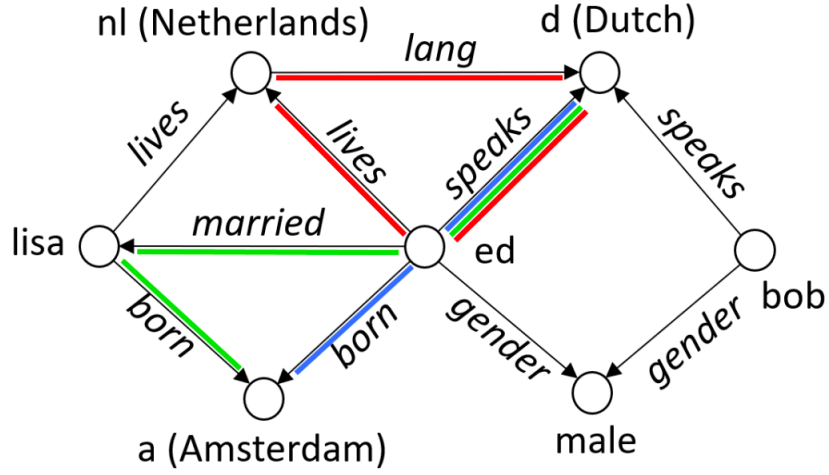 nl (Netherlands)
d (Dutch)
lang
lives
lives
speaks
speaks
married
lisa
ed
bob
born
born
gender
gender
a (Amsterdam)
male